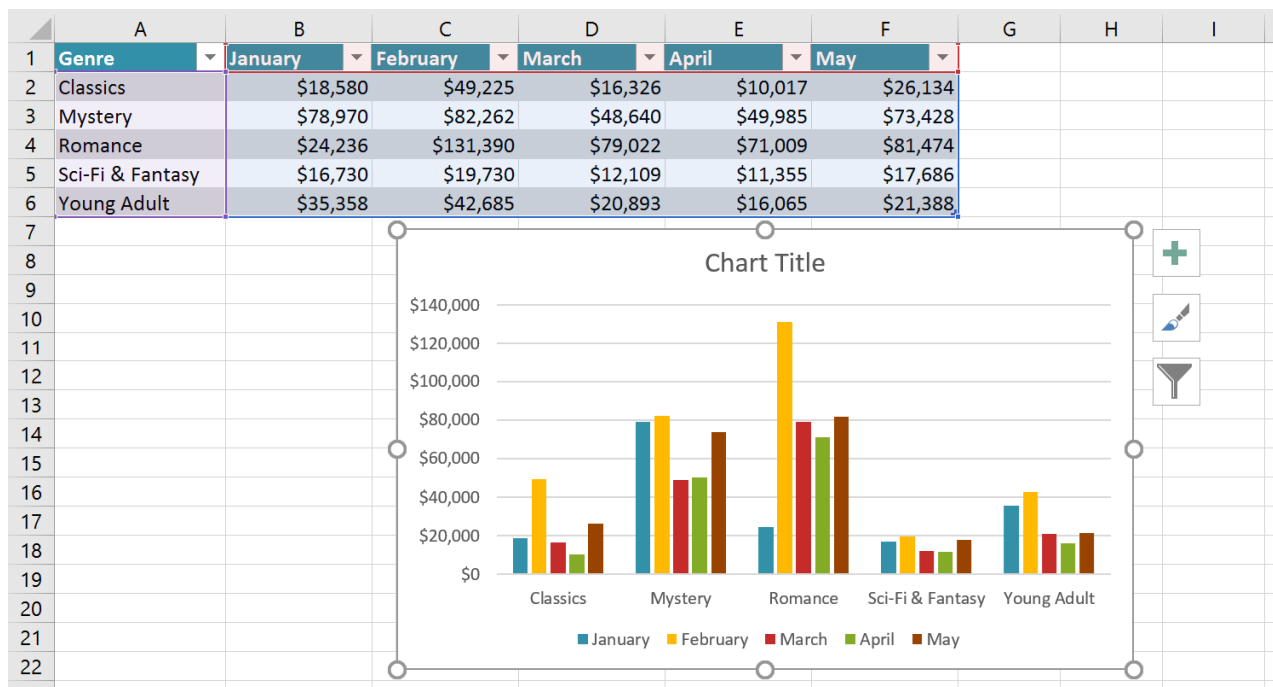 A B C D E F G H I
1 Genre January February March April May
2 Classics $18,580 $49,225 $16,326 $10,017 $26,134
3 Mystery $78,970 $82,262 $48,640 $49,985 $73,428
4 Romance $24,236 $131,390 $79,022 $71,009 $81,474
5 Sci-Fi & Fantasy $16,730 $19,730 $12,109 $11,355 $17,686
6 Young Adult $35,358 $42,685 $20,893 $16,065 $21,388
7
8
9
10
11
12
13
14
15
16
17
18
19
20
21
22
Chart Title
$140,000
$120,000
$100,000
$80,000
$60,000
$40,000
$20,000
$0
Classics Mystery Romance Sci-Fi & Fantasy Young Adult
January February March April May